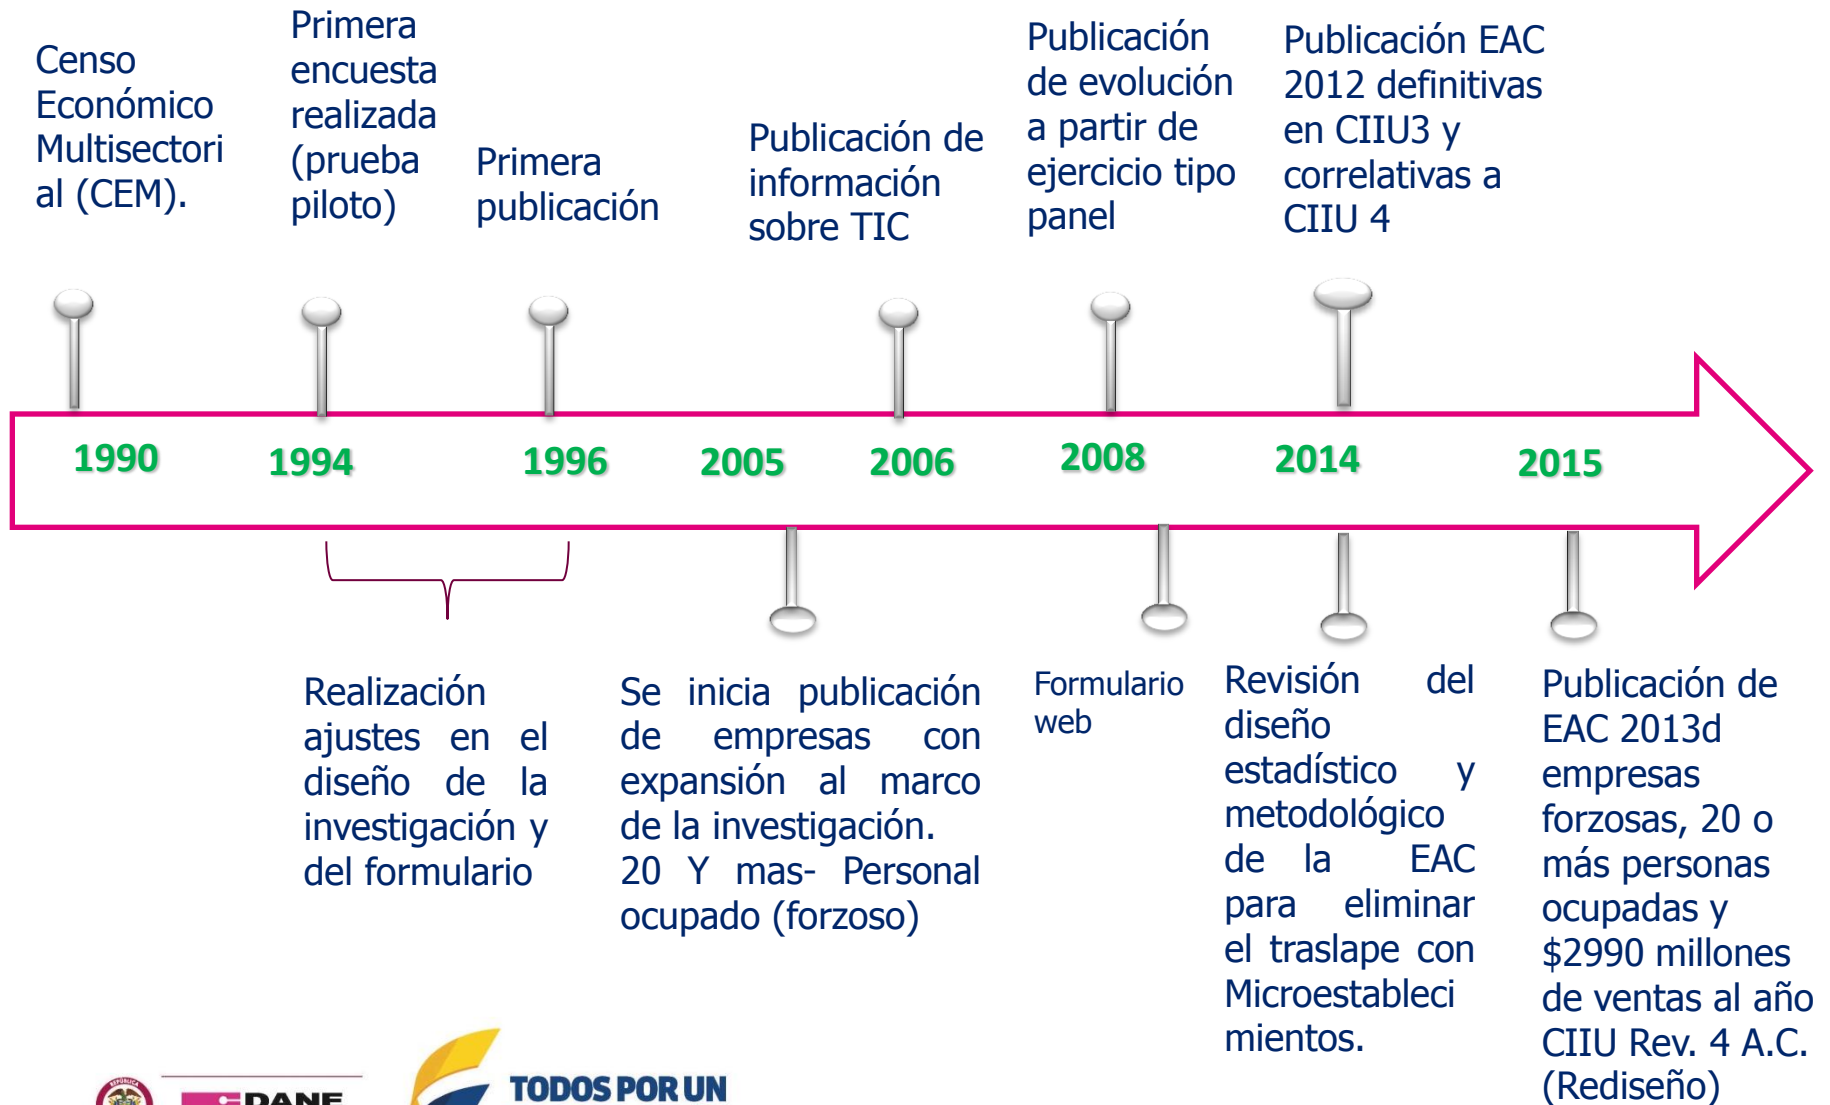 Censo
Económico
Multisectori
al (CEM).
Primera
encuesta
realizada
(prueba
piloto)
Primera
publicación
Publicación de
información
sobre TIC
Publicación
de evolución
a partir de
ejercicio tipo
panel
Publicación EAC
2012 definitivas
en CIIU3 y
correlativas a
CIIU 4
1990
1994
1996
2005
2006
2008
2014
2015
Realización
ajustes en el
diseño de la
investigación y
del formulario
Se inicia publicación
de empresas con
expansión al marco
de la investigación.
20 Y mas- Personal
ocupado (forzoso)
Formulario
web
Revisión del
diseño
estadístico y
metodológico
de la EAC
para eliminar
el traslape con
Microestableci
mientos.
Publicación de
EAC 2013d
empresas
forzosas, 20 o
más personas
ocupadas y
$2990 millones
de ventas al año
CIIU Rev. 4 A.C.
(Rediseño)
DANE
TODOS POR UN